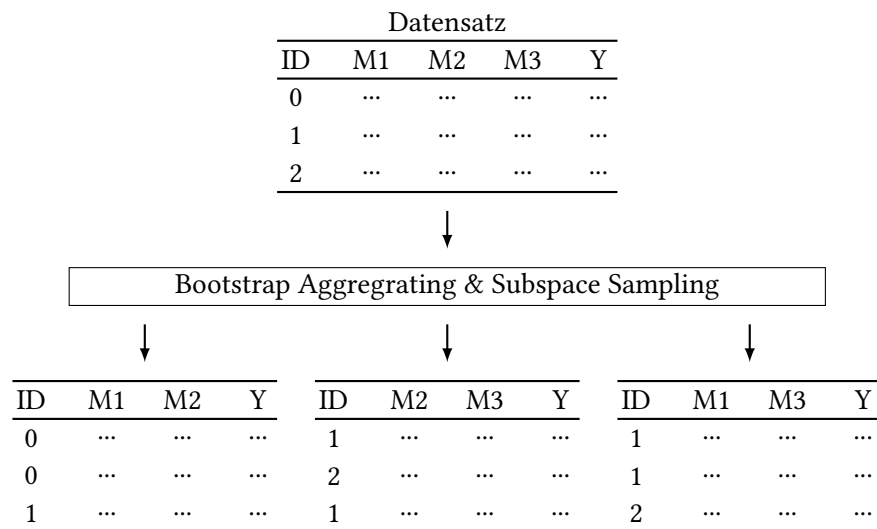 Datensatz
ID M1 M2 M3 Y
0 ... ... ... ...
1 ... ... ... ...
2 ... ... ... ...
Bootstrap Aggregrating & Subspace Sampling
ID M1 M2 Y
0 ... ... ...
0 ... ... ...
1 ... ... ...
ID M2 M3 Y
1 ... ... ...
2 ... ... ...
1 ... ... ...
ID M1 M3 Y
1 ... ... ...
1 ... ... ...
2 ... ... ...